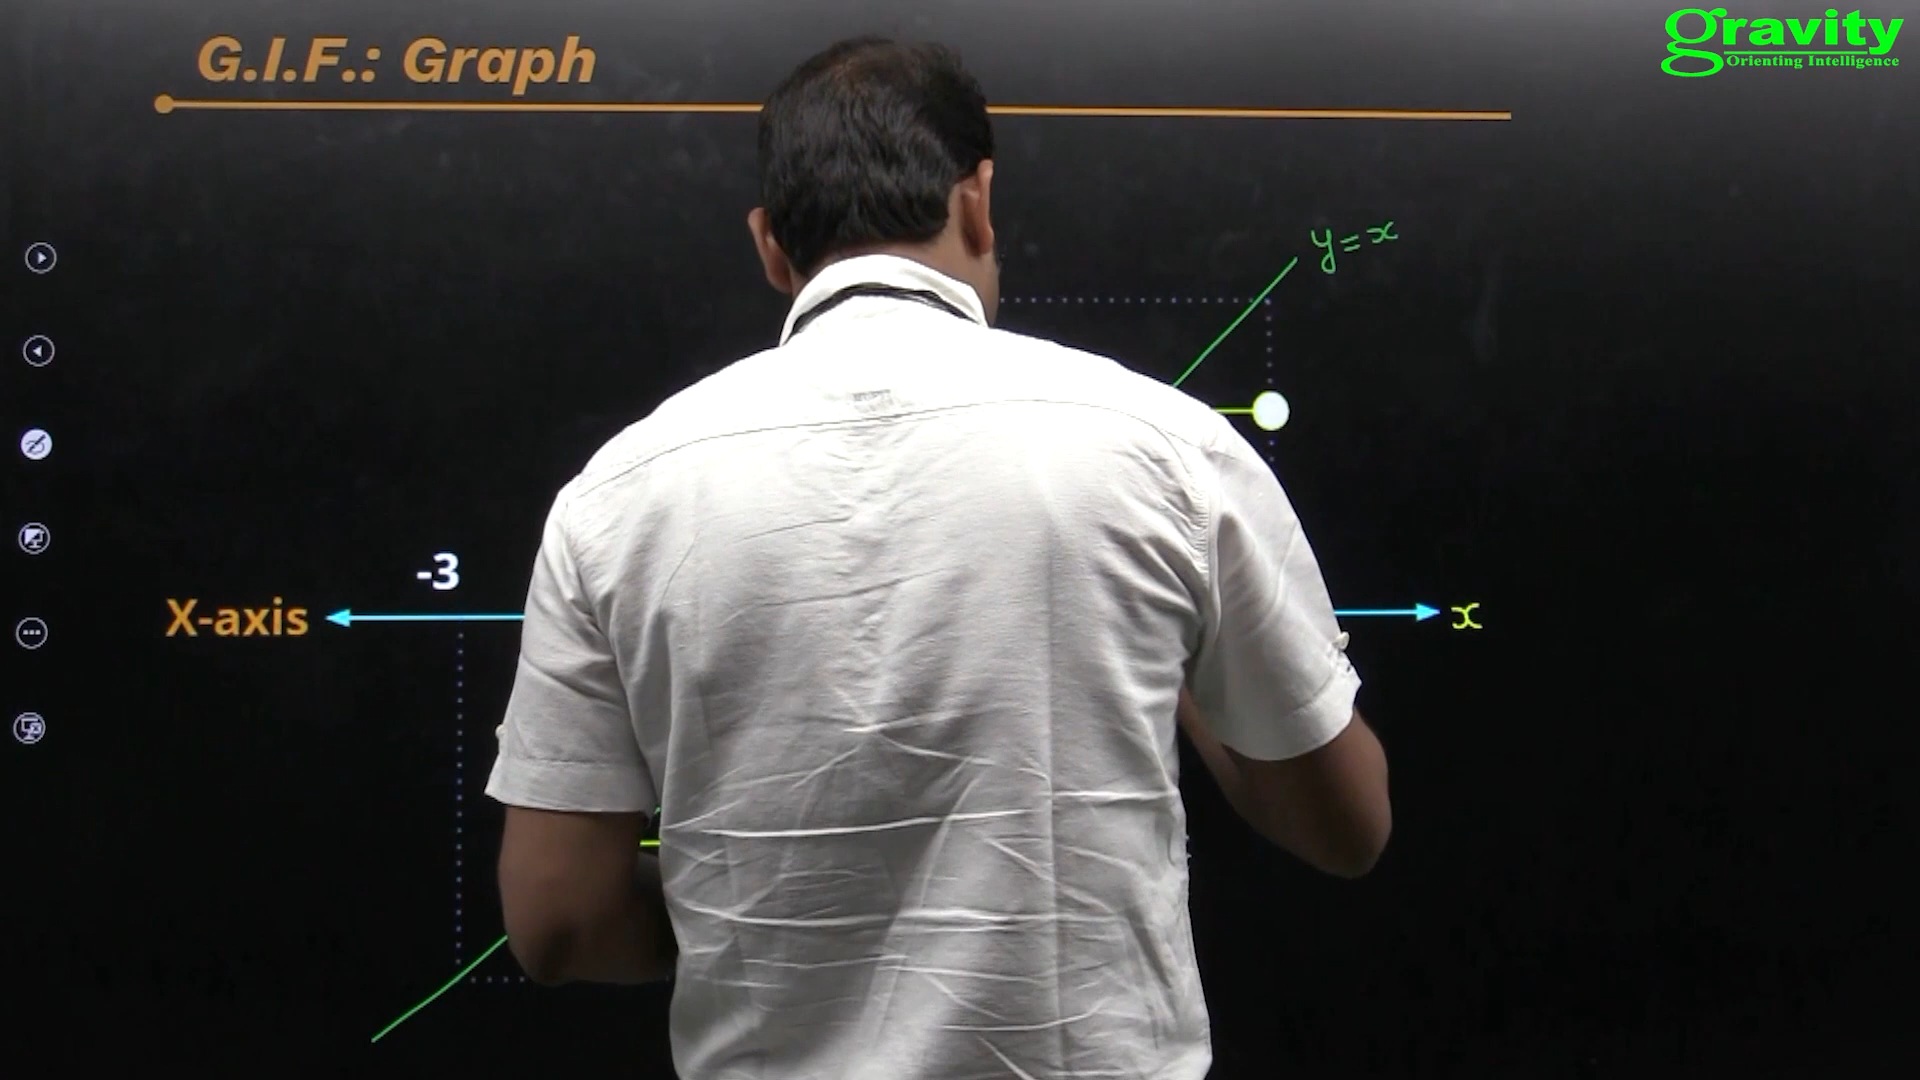 gravity
Orienting Intelligence
G.I.F.: Graph
y = x
-3
X-axis
x